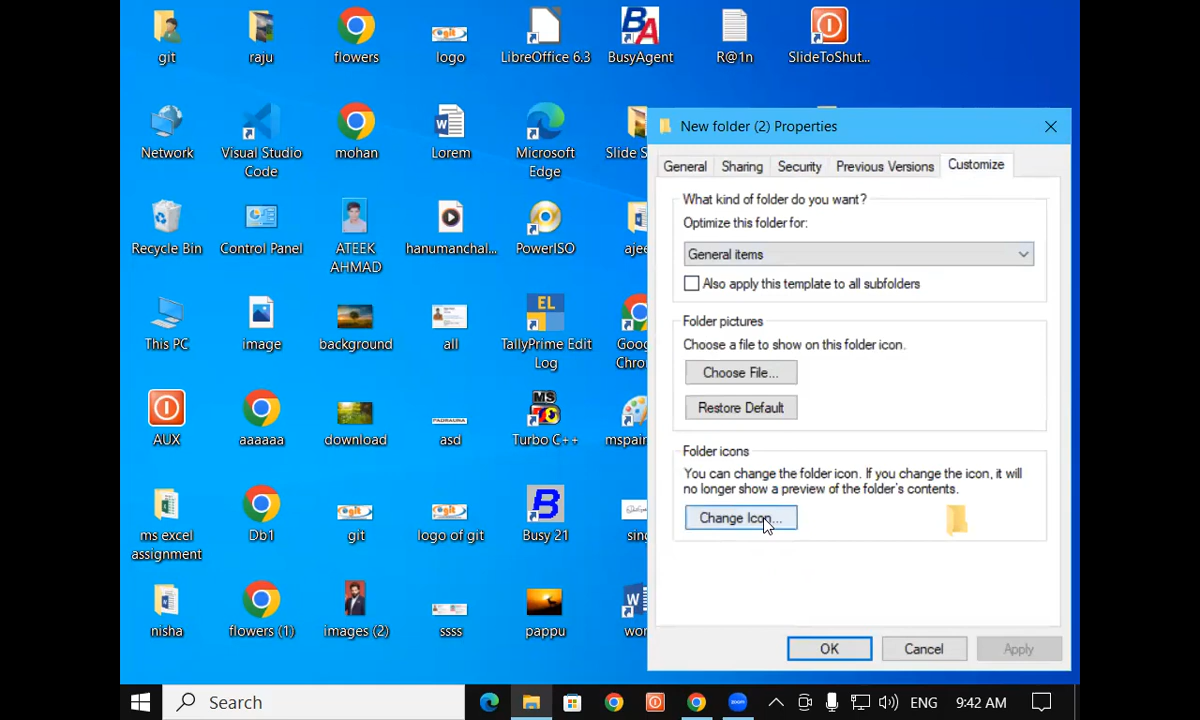 git
raju
flowers
logo
LibreOffice 6.3
BusyAgent
R@1n
SlideToShut...
Network
Visual Studio
Code
mohan
Lorem
Microsoft
Edge
Slide S
Recycle Bin
Control Panel
ATEEK
AHMAD
hanumanchal...
PowerISO
ajee
This PC
image
background
all
EL
TallyPrime Edit
Log
Goog
Chro
AUX
aaaaaa
download
PADRAUNA
asd
MS
Turbo C++
mspain
ms excel
assignment
Db1
git
logo of git
Busy 21
sin
nisha
flowers (1)
images (2)
ssss
pappu
wor
New folder (2) Properties
General
Sharing
Security
Previous Versions
Customize
What kind of folder do you want?
Optimize this folder for:
General items
Also apply this template to all subfolders
Folder pictures
Choose a file to show on this folder icon.
Choose File...
Restore Default
Folder icons
You can change the folder icon. If you change the icon, it will
no longer show a preview of the folder's contents.
Change Icon...
OK
Cancel
Apply
Search
ENG
9:42 AM